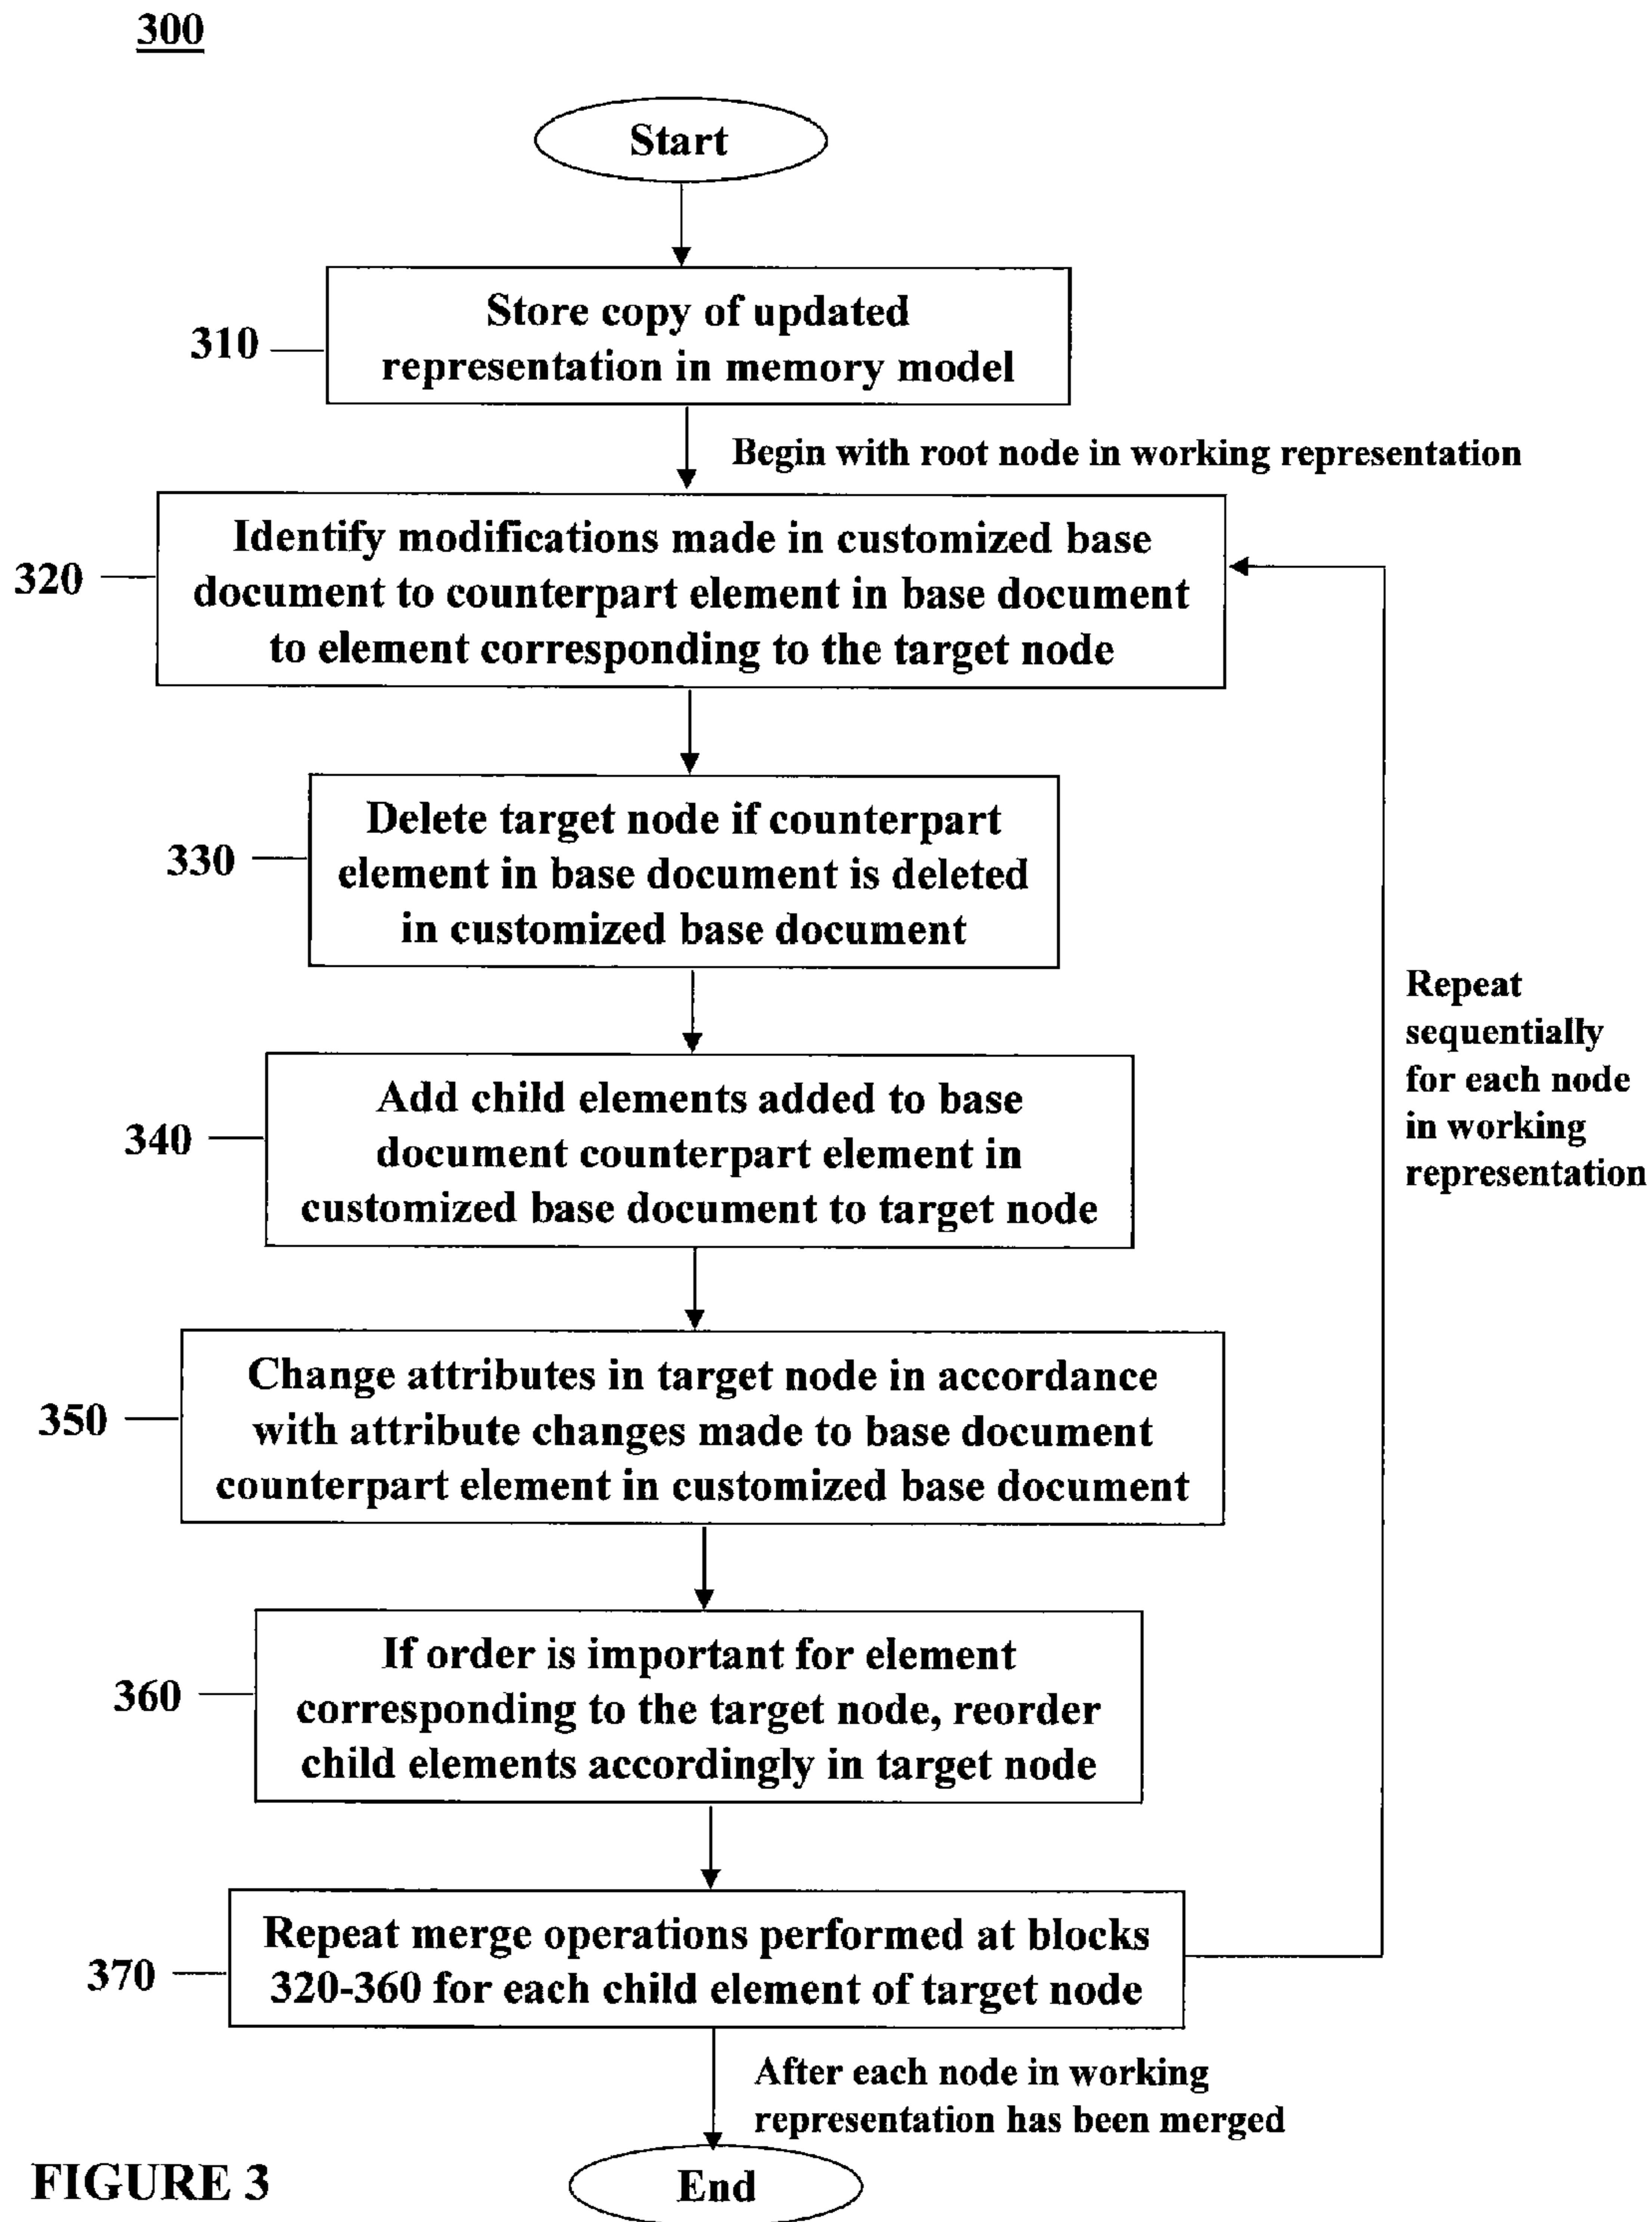 300
Start
310
Store copy of updated
representation in memory model
Begin with root node in working representation
320
Identify modifications made in customized base
document to counterpart element in base document
to element corresponding to the target node
330
Delete target node if counterpart
element in base document is deleted
in customized base document
Repeat
sequentially
for each node
in working
representation
340
Add child elements added to base
document counterpart element in
customized base document to target node
350
Change attributes in target node in accordance
with attribute changes made to base document
counterpart element in customized base document
360
If order is important for element
corresponding to the target node, reorder
child elements accordingly in target node
370
Repeat merge operations performed at blocks
320-360 for each child element of target node
After each node in working
representation has been merged
End
FIGURE 3